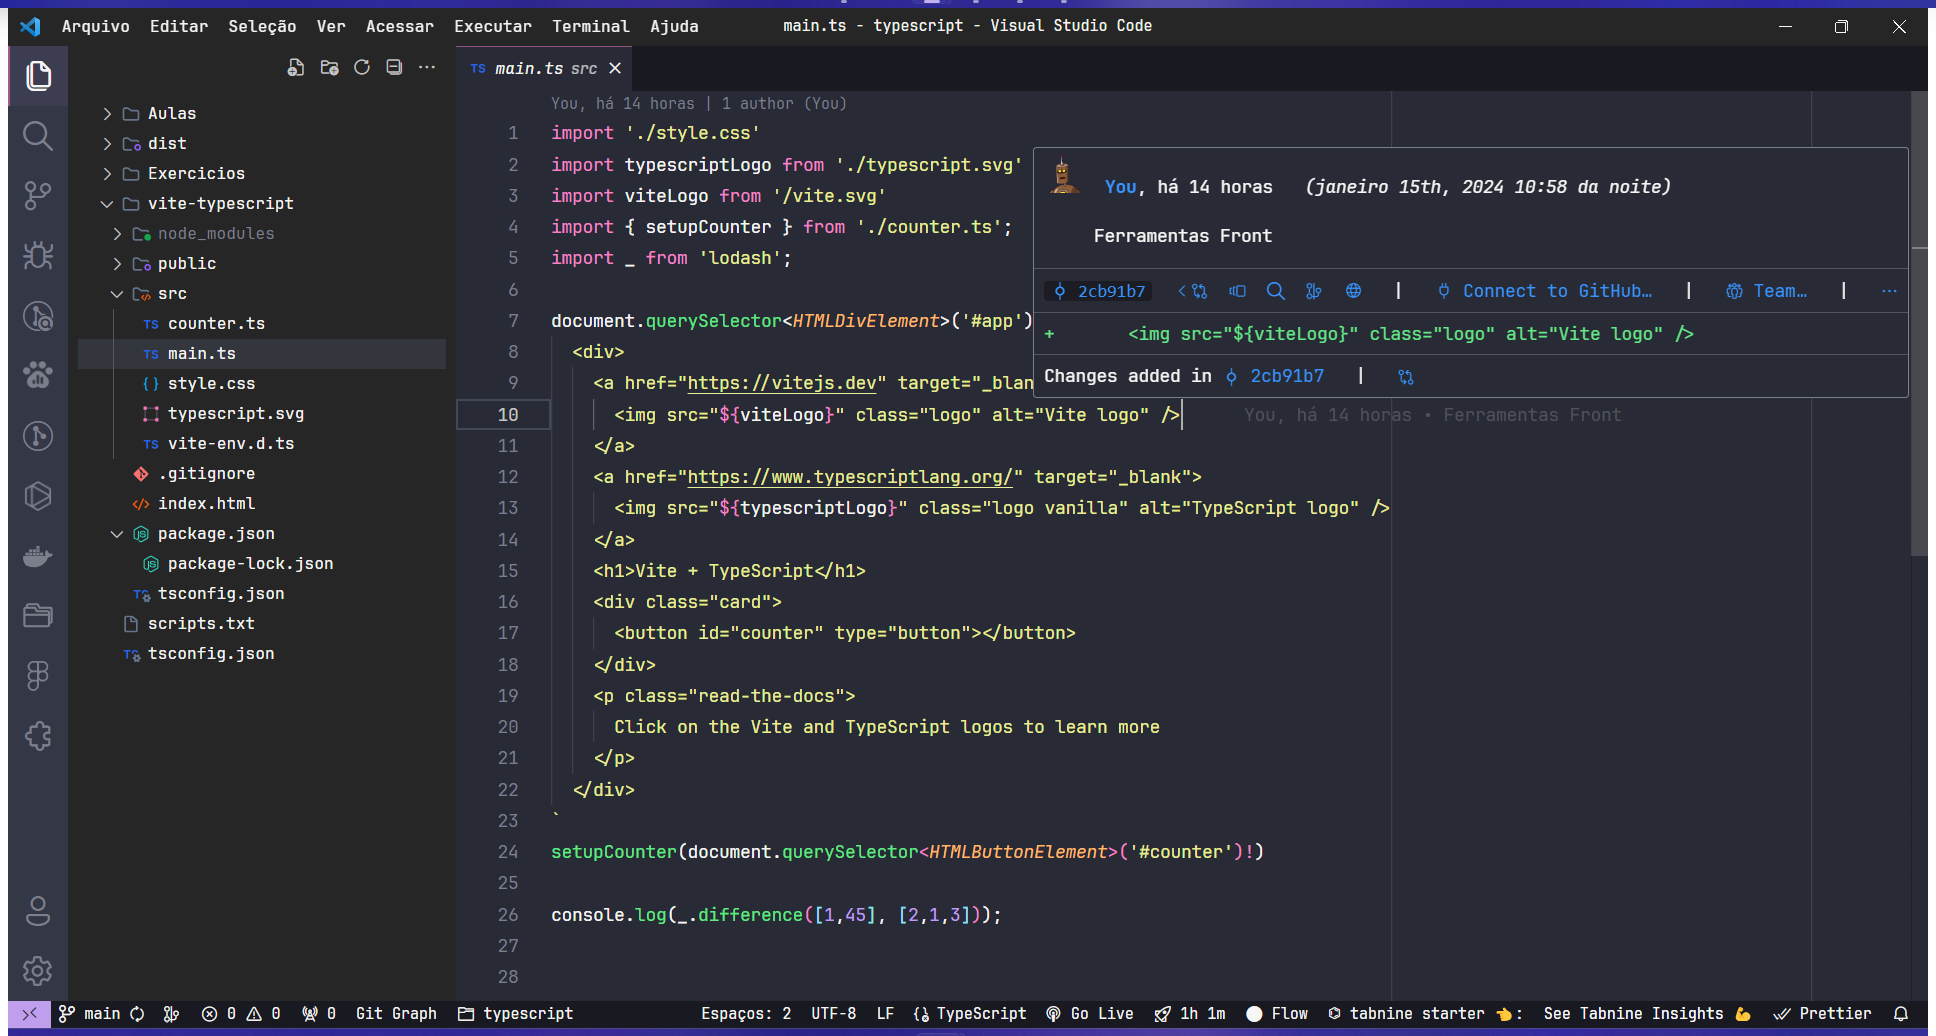 Arquivo Editar Seleção Ver Acessar Executar Terminal Ajuda
main.ts - typescript - Visual Studio Code
Aulas
dist
Exercicios
vite-typescript
node_modules
public
src
TS counter.ts
TS main.ts
{} style.css
typescript.svg
TS vite-env.d.ts
.gitignore
</> index.html
package.json
package-lock.json
TS tsconfig.json
scripts.txt
TS tsconfig.json
TS main.ts src
You, há 14 horas | 1 author (You)
1 import './style.css'
2 import typescriptLogo from './typescript.svg'
3 import viteLogo from '/vite.svg'
4 import { setupCounter } from './counter.ts';
5 import _ from 'lodash';
6
7 document.querySelector<HTMLDivElement>('#app')
8 <div>
9 <a href="https://vitejs.dev" target="_blan
10 <img src="${viteLogo}" class="logo" alt="Vite logo" /> You, há 14 horas • Ferramentas Front
11 </a>
12 <a href="https://www.typescriptlang.org/" target="_blank">
13 <img src="${typescriptLogo}" class="logo vanilla" alt="TypeScript logo" />
14 </a>
15 <h1>Vite + TypeScript</h1>
16 <div class="card">
17 <button id="counter" type="button"></button>
18 </div>
19 <p class="read-the-docs">
20 Click on the Vite and TypeScript logos to learn more
21 </p>
22 </div>
23 `
24 setupCounter(document.querySelector<HTMLButtonElement>('#counter')!)
25
26 console.log(_.difference([1,45], [2,1,3]));
27
28
You, há 14 horas (janeiro 15th, 2024 10:58 da noite)
Ferramentas Front
2cb91b7 | Connect to GitHub… | Team… | …
+ <img src="${viteLogo}" class="logo" alt="Vite logo" />
Changes added in 2cb91b7 |
main 0 0 0 Git Graph typescript Espaços: 2 UTF-8 LF {} TypeScript Go Live 1h 1m Flow tabnine starter 👈: See Tabnine Insights 💪 Prettier